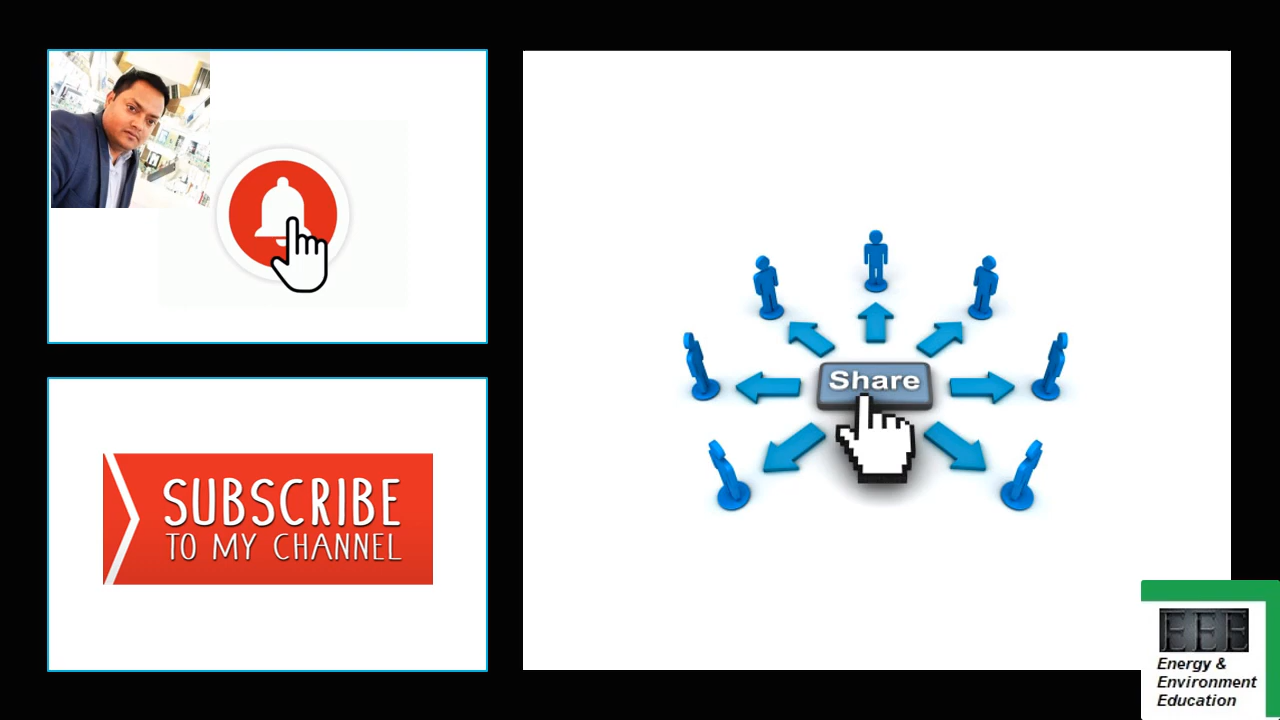 SUBSCRIBE
TO MY CHANNEL
Share
EEE
Energy &
Environment
Education